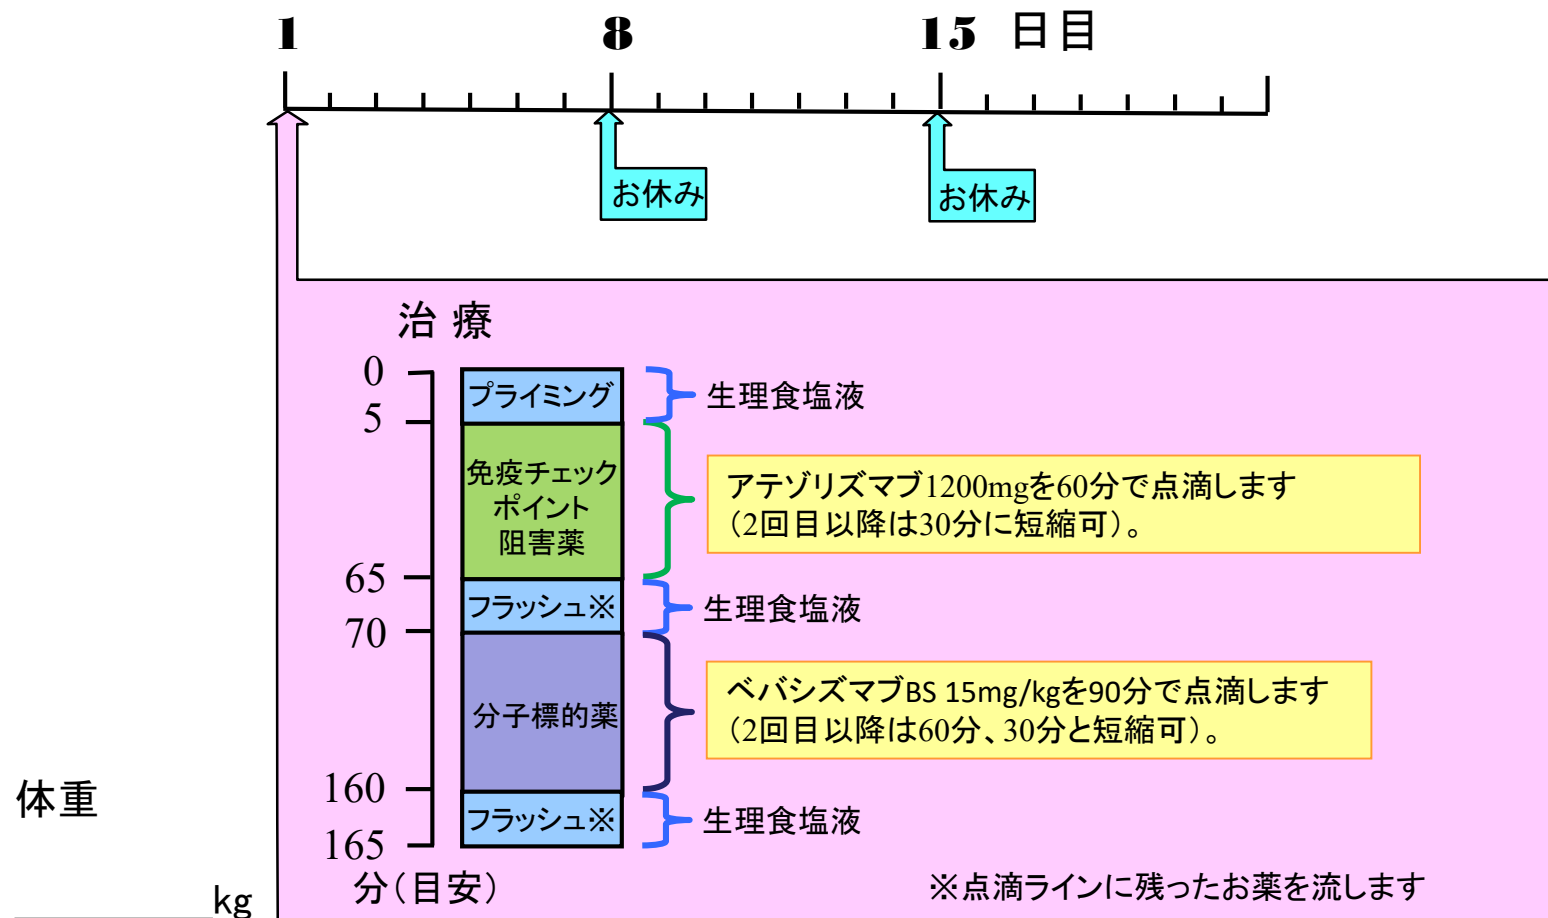 1 8 15 日目
お休み お休み
治 療
0
プライミング 生理食塩液
5
免疫チェック
ポイント
阻害薬
アテゾリズマブ1200mgを60分で点滴します
（2回目以降は30分に短縮可）。
65
フラッシュ※ 生理食塩液
70
分子標的薬
ベバシズマブBS 15mg/kgを90分で点滴します
（2回目以降は60分、30分と短縮可）。
160
フラッシュ※ 生理食塩液
165
分（目安）
※点滴ラインに残ったお薬を流します
体重
kg